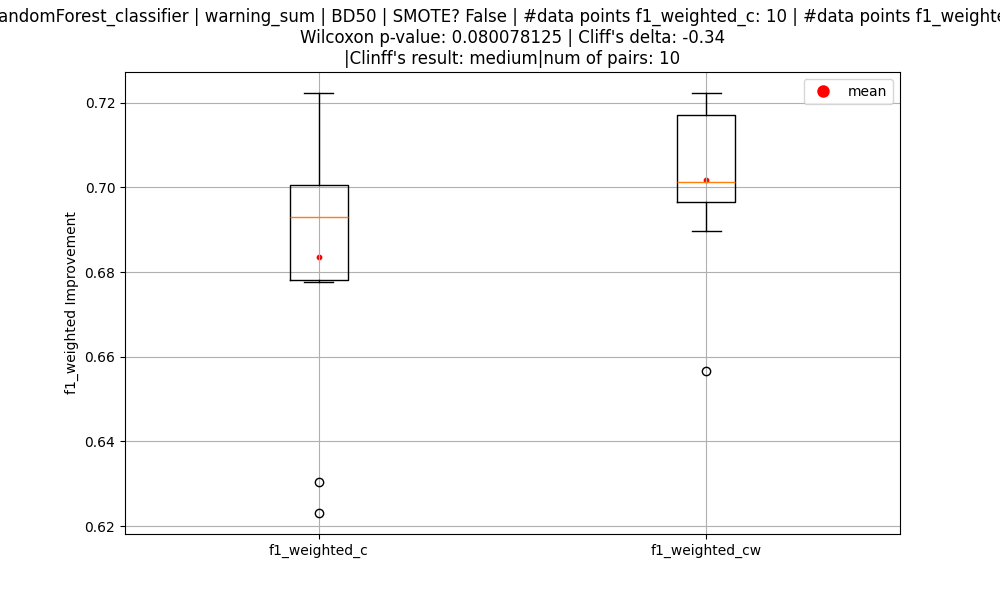 andomForest_classifier | warning_sum | BD50 | SMOTE? False | #data points f1_weighted_c: 10 | #data points f1_weighte
Wilcoxon p-value: 0.080078125 | Cliff's delta: -0.34
|Clinff's result: medium|num of pairs: 10
mean
0.72
0.70
0.68
0.66
0.64
0.62
f1_weighted Improvement
f1_weighted_c
f1_weighted_cw